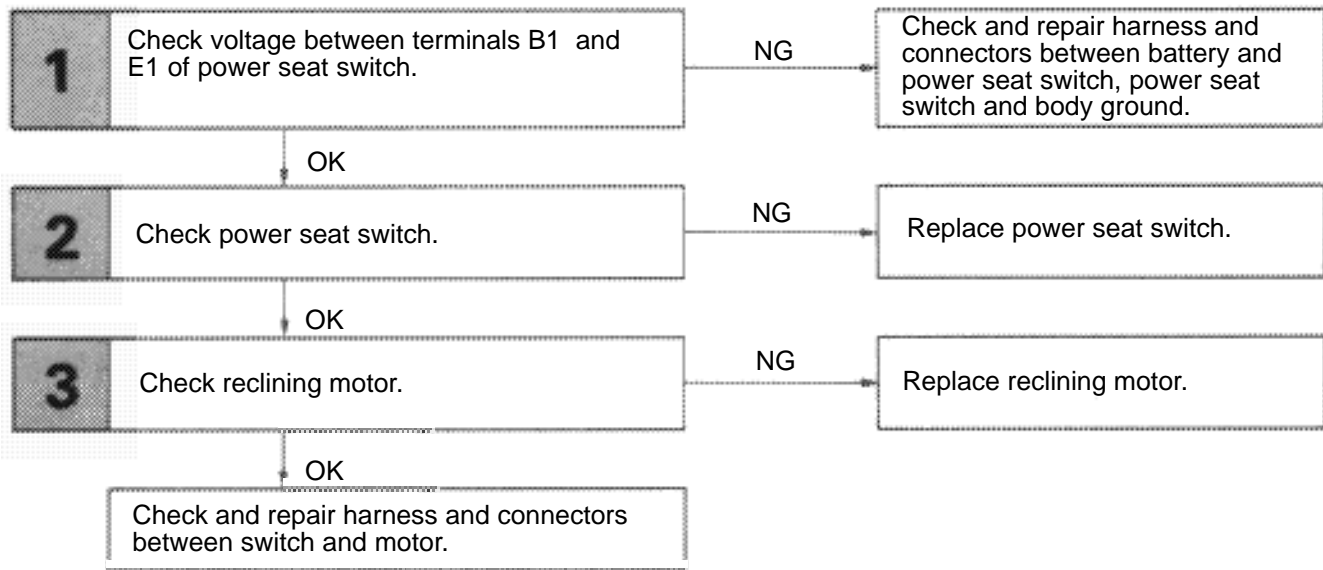 1
Check voltage between terminals B1 and
E1 of power seat switch.
NG
Check and repair harness and
connectors between battery and
power seat switch, power seat
switch and body ground.
OK
2
Check power seat switch.
NG
Replace power seat switch.
OK
3
Check reclining motor.
NG
Replace reclining motor.
OK
Check and repair harness and connectors
between switch and motor.